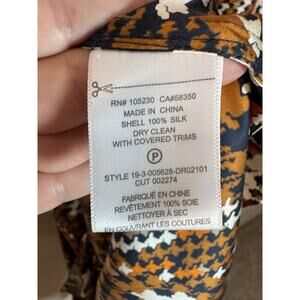 RN# 105230 CA#58350
MADE IN
CHINA
SHELL 100% SILK
DRY CLEAN
WITH COVERED TRIMS
P
STYLE 19-3-005628-DR02101
CUT 002274
FABRIQUÉ EN CHINE
REVÊTEMENT 100% SOIE
NETTOYER À SEC
EN COUVRANT LES COUTURES